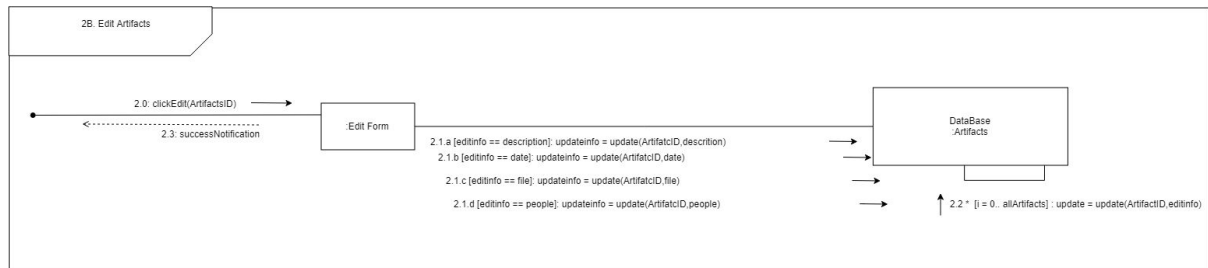 2B. Edit Artifacts
2.0: clickEdit(ArtifactsID)
2.3: successNotification
:Edit Form
DataBase
:Artifacts
2.1.a [editinfo == description]: updateinfo = update(ArtifatcID,descrition)
2.1.b [editinfo == date]: updateinfo = update(ArtifatcID,date)
2.1.c [editinfo == file]: updateinfo = update(ArtifatcID,file)
2.1.d [editinfo == people]: updateinfo = update(ArtifatcID,people)
2.2 * [i = 0.. allArtifacts] : update = update(ArtifactID,editinfo)